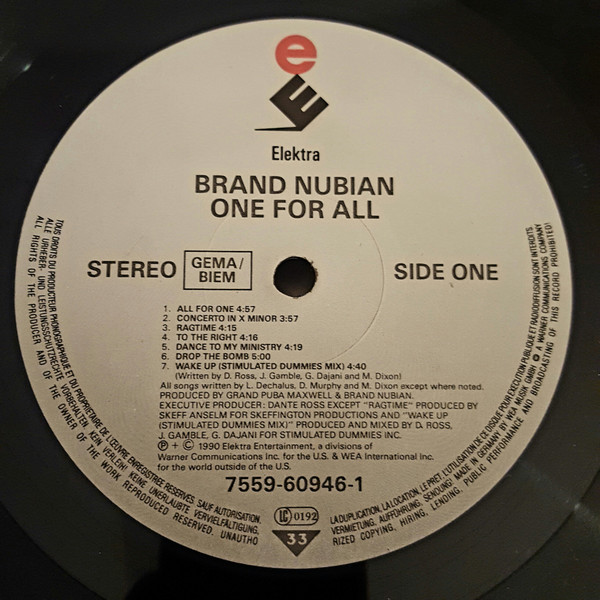 e
E
Elektra
BRAND NUBIAN
ONE FOR ALL
STEREO
GEMA/
BIEM
SIDE ONE
1. ALL FOR ONE 4:57
2. CONCERTO IN X MINOR 3:57
3. RAGTIME 4:15
4. TO THE RIGHT 4:16
5. DANCE TO MY MINISTRY 4:19
6. DROP THE BOMB 5:00
7. WAKE UP (STIMULATED DUMMIES MIX) 4:40
(Written by D. Ross, J. Gamble, G. Dajani and M. Dixon)
All songs written by L. Dechalus, D. Murphy and M. Dixon except where noted.
PRODUCED BY GRAND PUBA MAXWELL & BRAND NUBIAN.
EXECUTIVE PRODUCER: DANTE ROSS EXCEPT "RAGTIME" PRODUCED BY
SKEFF ANSELM FOR SKEFFINGTON PRODUCTIONS AND "WAKE UP
(STIMULATED DUMMIES MIX)" PRODUCED AND MIXED BY D. ROSS,
J. GAMBLE, G. DAJANI FOR STIMULATED DUMMIES INC.
Ⓟ + © 1990 Elektra Entertainment, a division of
Warner Communications Inc. for the U.S. & WEA International Inc.
for the world outside of the U.S.
7559-60946-1
LC 0192
33
TOUS DROITS DU PRODUCTEUR PHONOGRAPHIQUE ET DU PROPRIETAIRE DE L'ŒUVRE ENREGISTREE RESERVES. SAUF AUTORISATION,
LA DUPLICATION, LA LOCATION, LE PRÊT, L'UTILISATION DE CE DISQUE POUR EXECUTION PUBLIQUE ET RADIODIFFUSION SONT INTERDITS
ALLE URHEBER- UND LEISTUNGSSCHUTZRECHTE VORBEHALTEN. KEIN VERLEIH! KEINE UNERLAUBTE VERVIELFÄLTIGUNG,
VERMIETUNG, AUFFÜHRUNG, SENDUNG! MADE IN GERMANY BY WEA MUSIK GMBH A WARNER COMMUNICATIONS COMPANY
ALL RIGHTS OF THE PRODUCER AND OF THE OWNER OF THE WORK REPRODUCED RESERVED. UNAUTHO
RIZED COPYING, HIRING, LENDING, PUBLIC PERFORMANCE AND BROADCASTING OF THIS RECORD PROHIBITED!